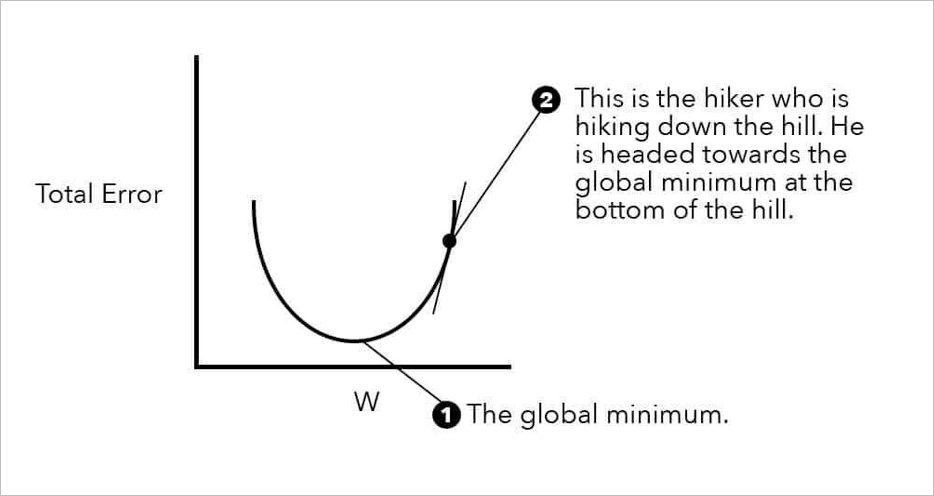 2 This is the hiker who is
hiking down the hill. He
is headed towards the
global minimum at the
bottom of the hill.
Total Error
W
1 The global minimum.